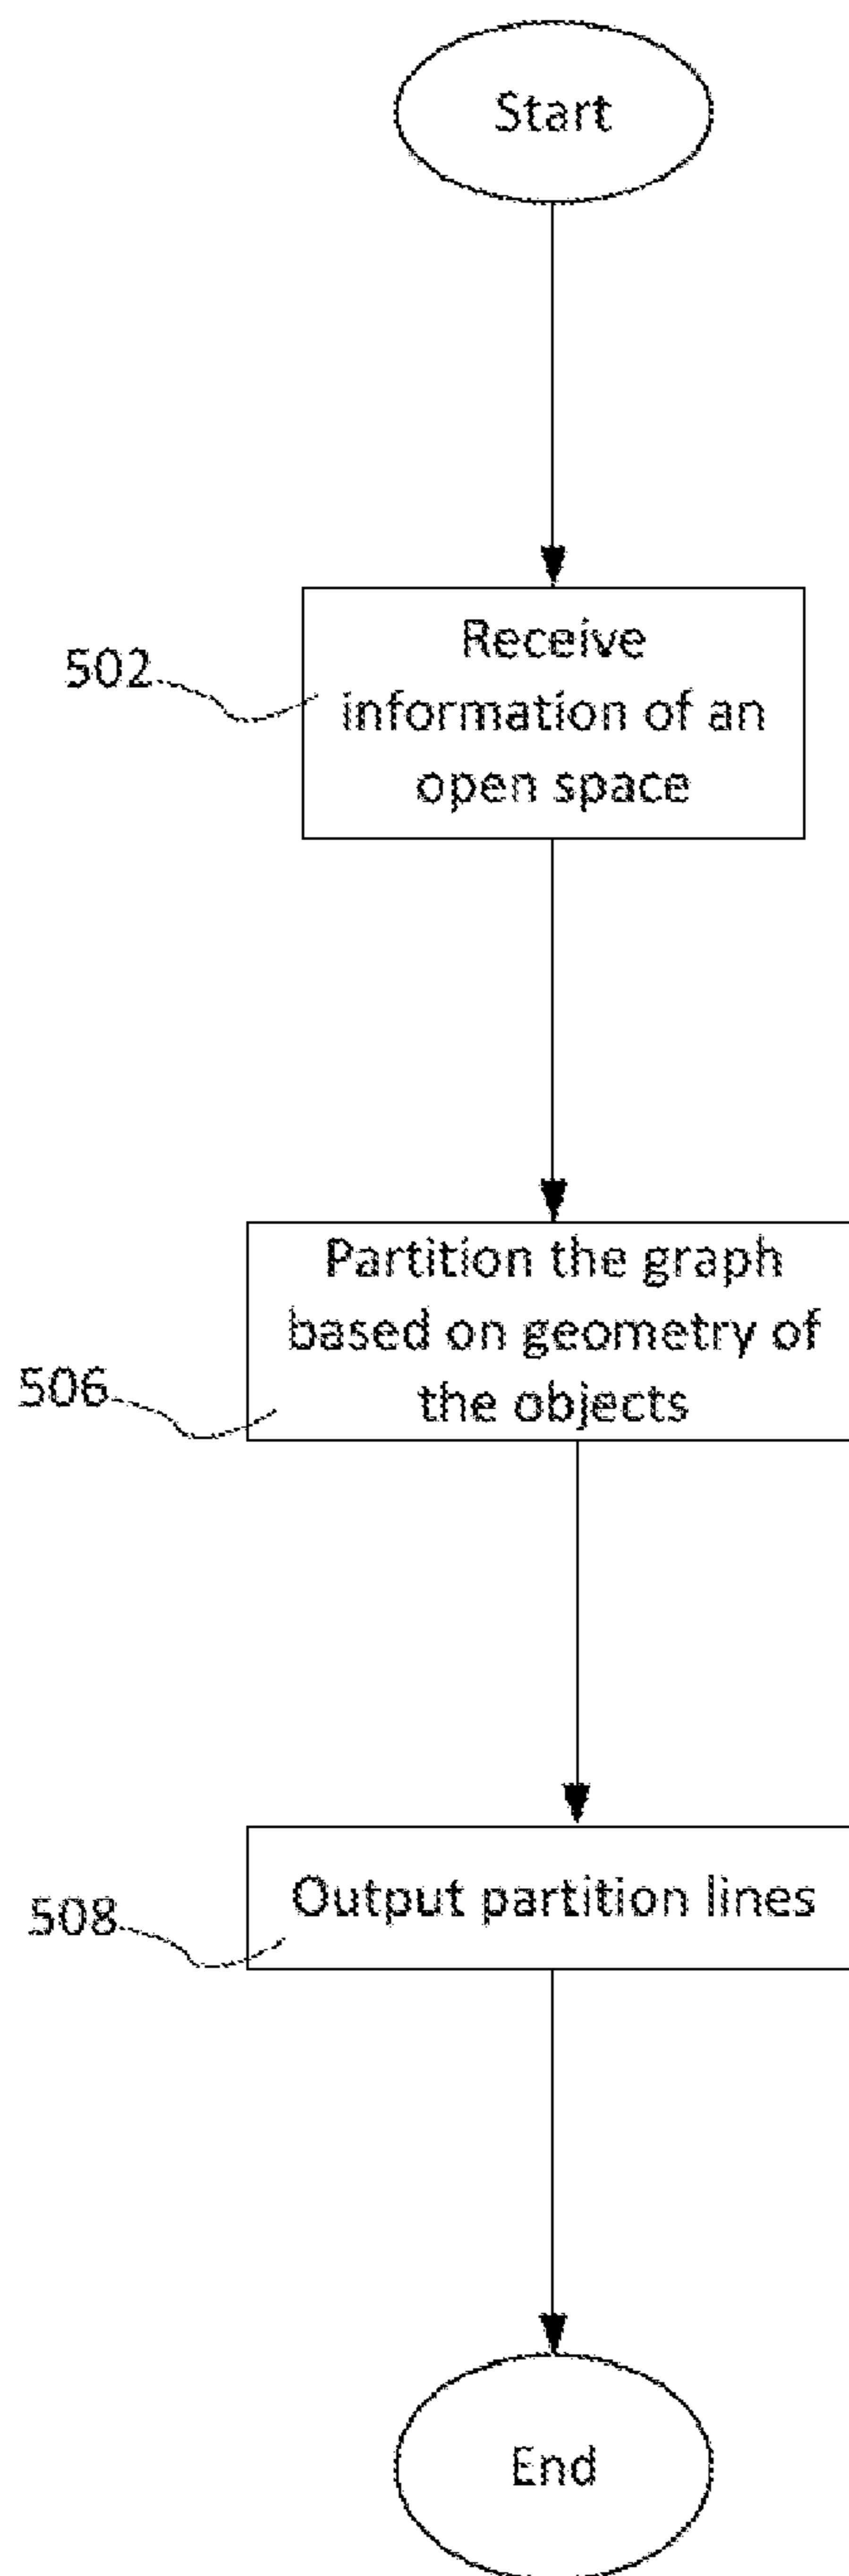 Start
502
Receive
information of an
open space
Partition the graph
based on geometry of
the objects
506
Output partition lines
508
End